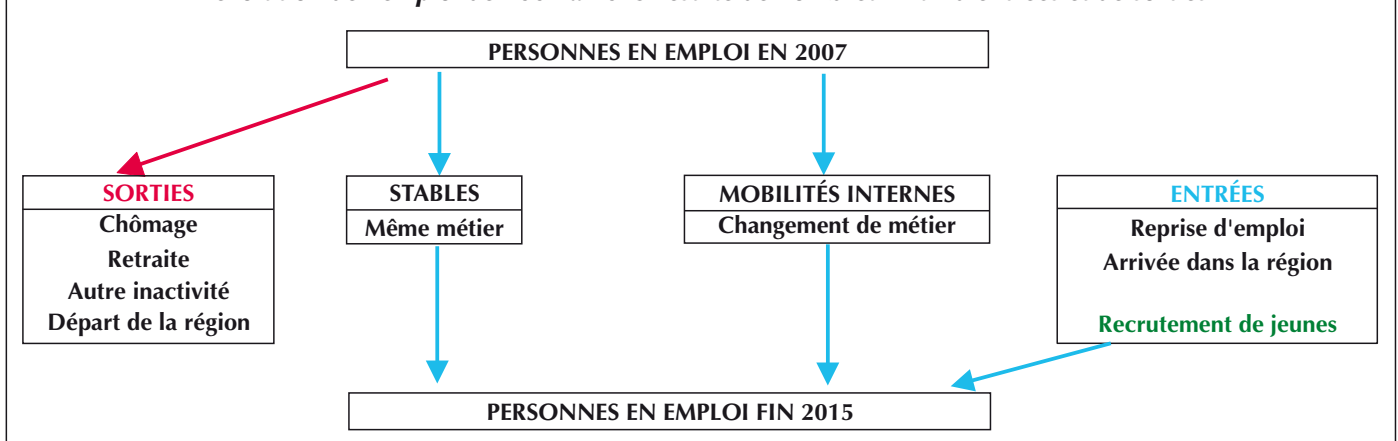 PERSONNES EN EMPLOI EN 2007
SORTIES
Chômage
Retraite
Autre inactivité
Départ de la région
STABLES
Même métier
MOBILITÉS INTERNES
Changement de métier
ENTRÉES
Reprise d'emploi
Arrivée dans la région
Recrutement de jeunes
PERSONNES EN EMPLOI FIN 2015